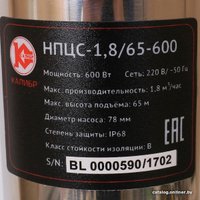 КАЛИБР
НПЦС-1,8/65-600
Мощность: 600 Вт Сеть: 220 В/ ~50 Гц
Макс. производительность: 1,8 м³/час
Макс. высота подъема: 65 м
Диаметр насоса: 78 мм
Степень защиты: IP68
Класс стойкости изоляции: В
ЕАС
S/N: BL 0000590/1702
catalog.onliner.by